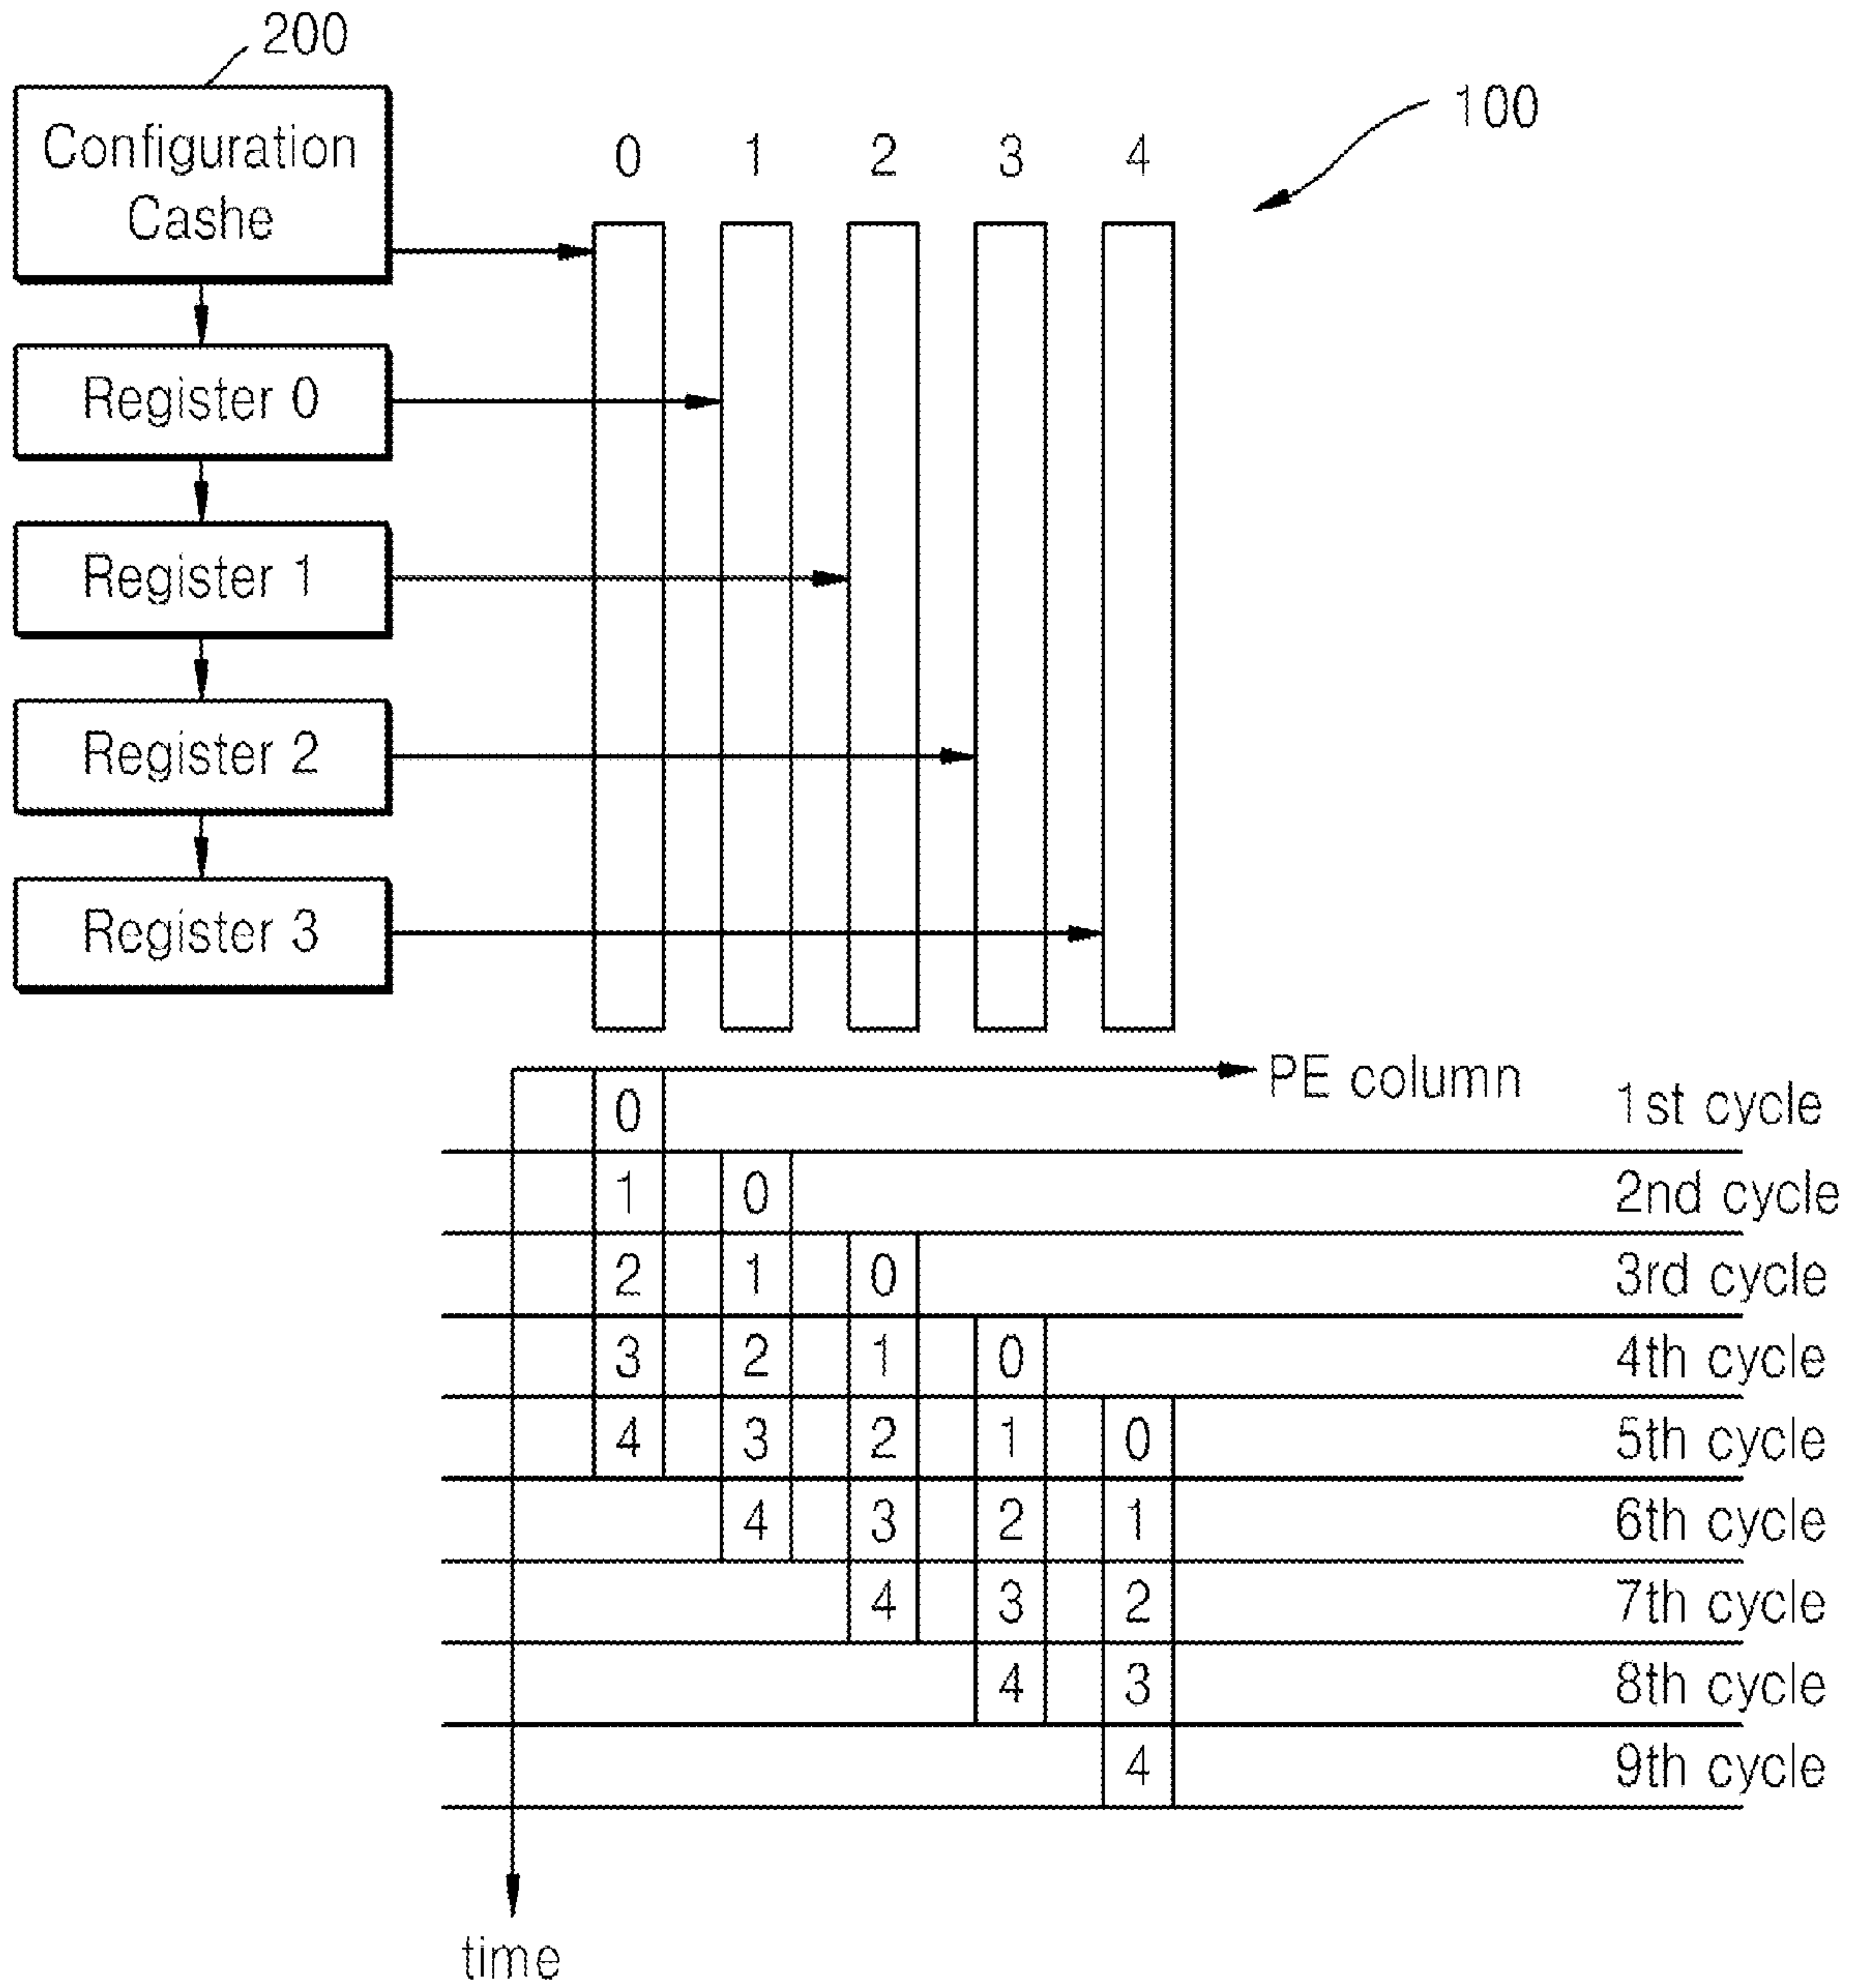 200
Configuration
Cashe
100
0 1 2 3 4
Register 0
Register 1
Register 2
Register 3
PE column
0 1st cycle
1 0 2nd cycle
2 1 0 3rd cycle
3 2 1 0 4th cycle
4 3 2 1 0 5th cycle
4 3 2 1 6th cycle
4 3 2 7th cycle
4 3 8th cycle
4 9th cycle
time